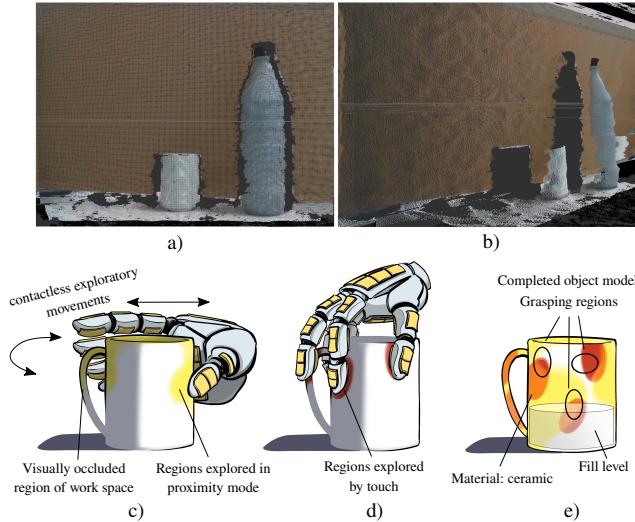 a)
b)
contactless exploratory
movements
Visually occluded
region of work space
Regions explored in
proximity mode
c)
Regions explored
by touch
d)
Completed object model
Grasping regions
Material: ceramic
Fill level
e)